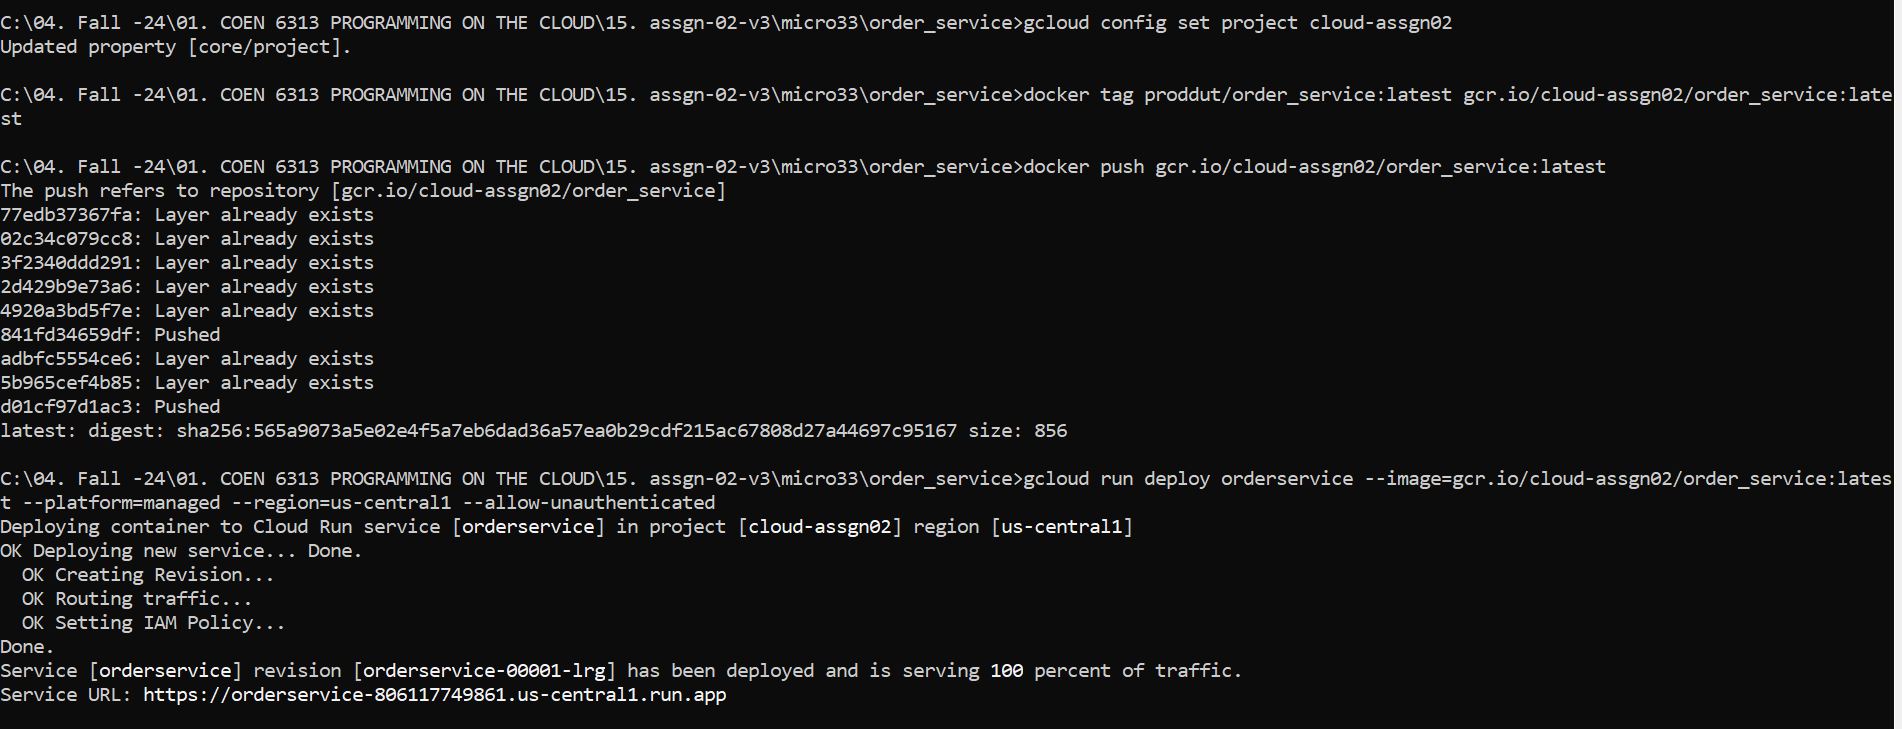 C:\04. Fall -24\01. COEN 6313 PROGRAMMING ON THE CLOUD\15. assgn-02-v3\micro33\order_service>gcloud config set project cloud-assgn02
Updated property [core/project].
C:\04. Fall -24\01. COEN 6313 PROGRAMMING ON THE CLOUD\15. assgn-02-v3\micro33\order_service>docker tag proddut/order_service:latest gcr.io/cloud-assgn02/order_service:late
st
C:\04. Fall -24\01. COEN 6313 PROGRAMMING ON THE CLOUD\15. assgn-02-v3\micro33\order_service>docker push gcr.io/cloud-assgn02/order_service:latest
The push refers to repository [gcr.io/cloud-assgn02/order_service]
77edb37367fa: Layer already exists
02c34c079cc8: Layer already exists
3f2340ddd291: Layer already exists
2d429b9e73a6: Layer already exists
4920a3bd5f7e: Layer already exists
841fd34659df: Pushed
adbfc5554ce6: Layer already exists
5b965cef4b85: Layer already exists
d01cf97d1ac3: Pushed
latest: digest: sha256:565a9073a5e02e4f5a7eb6dad36a57ea0b29cdf215ac67808d27a44697c95167 size: 856
C:\04. Fall -24\01. COEN 6313 PROGRAMMING ON THE CLOUD\15. assgn-02-v3\micro33\order_service>gcloud run deploy orderservice --image=gcr.io/cloud-assgn02/order_service:lates
t --platform=managed --region=us-central1 --allow-unauthenticated
Deploying container to Cloud Run service [orderservice] in project [cloud-assgn02] region [us-central1]
OK Deploying new service... Done.
  OK Creating Revision...
  OK Routing traffic...
  OK Setting IAM Policy...
Done.
Service [orderservice] revision [orderservice-00001-lrg] has been deployed and is serving 100 percent of traffic.
Service URL: https://orderservice-806117749861.us-central1.run.app